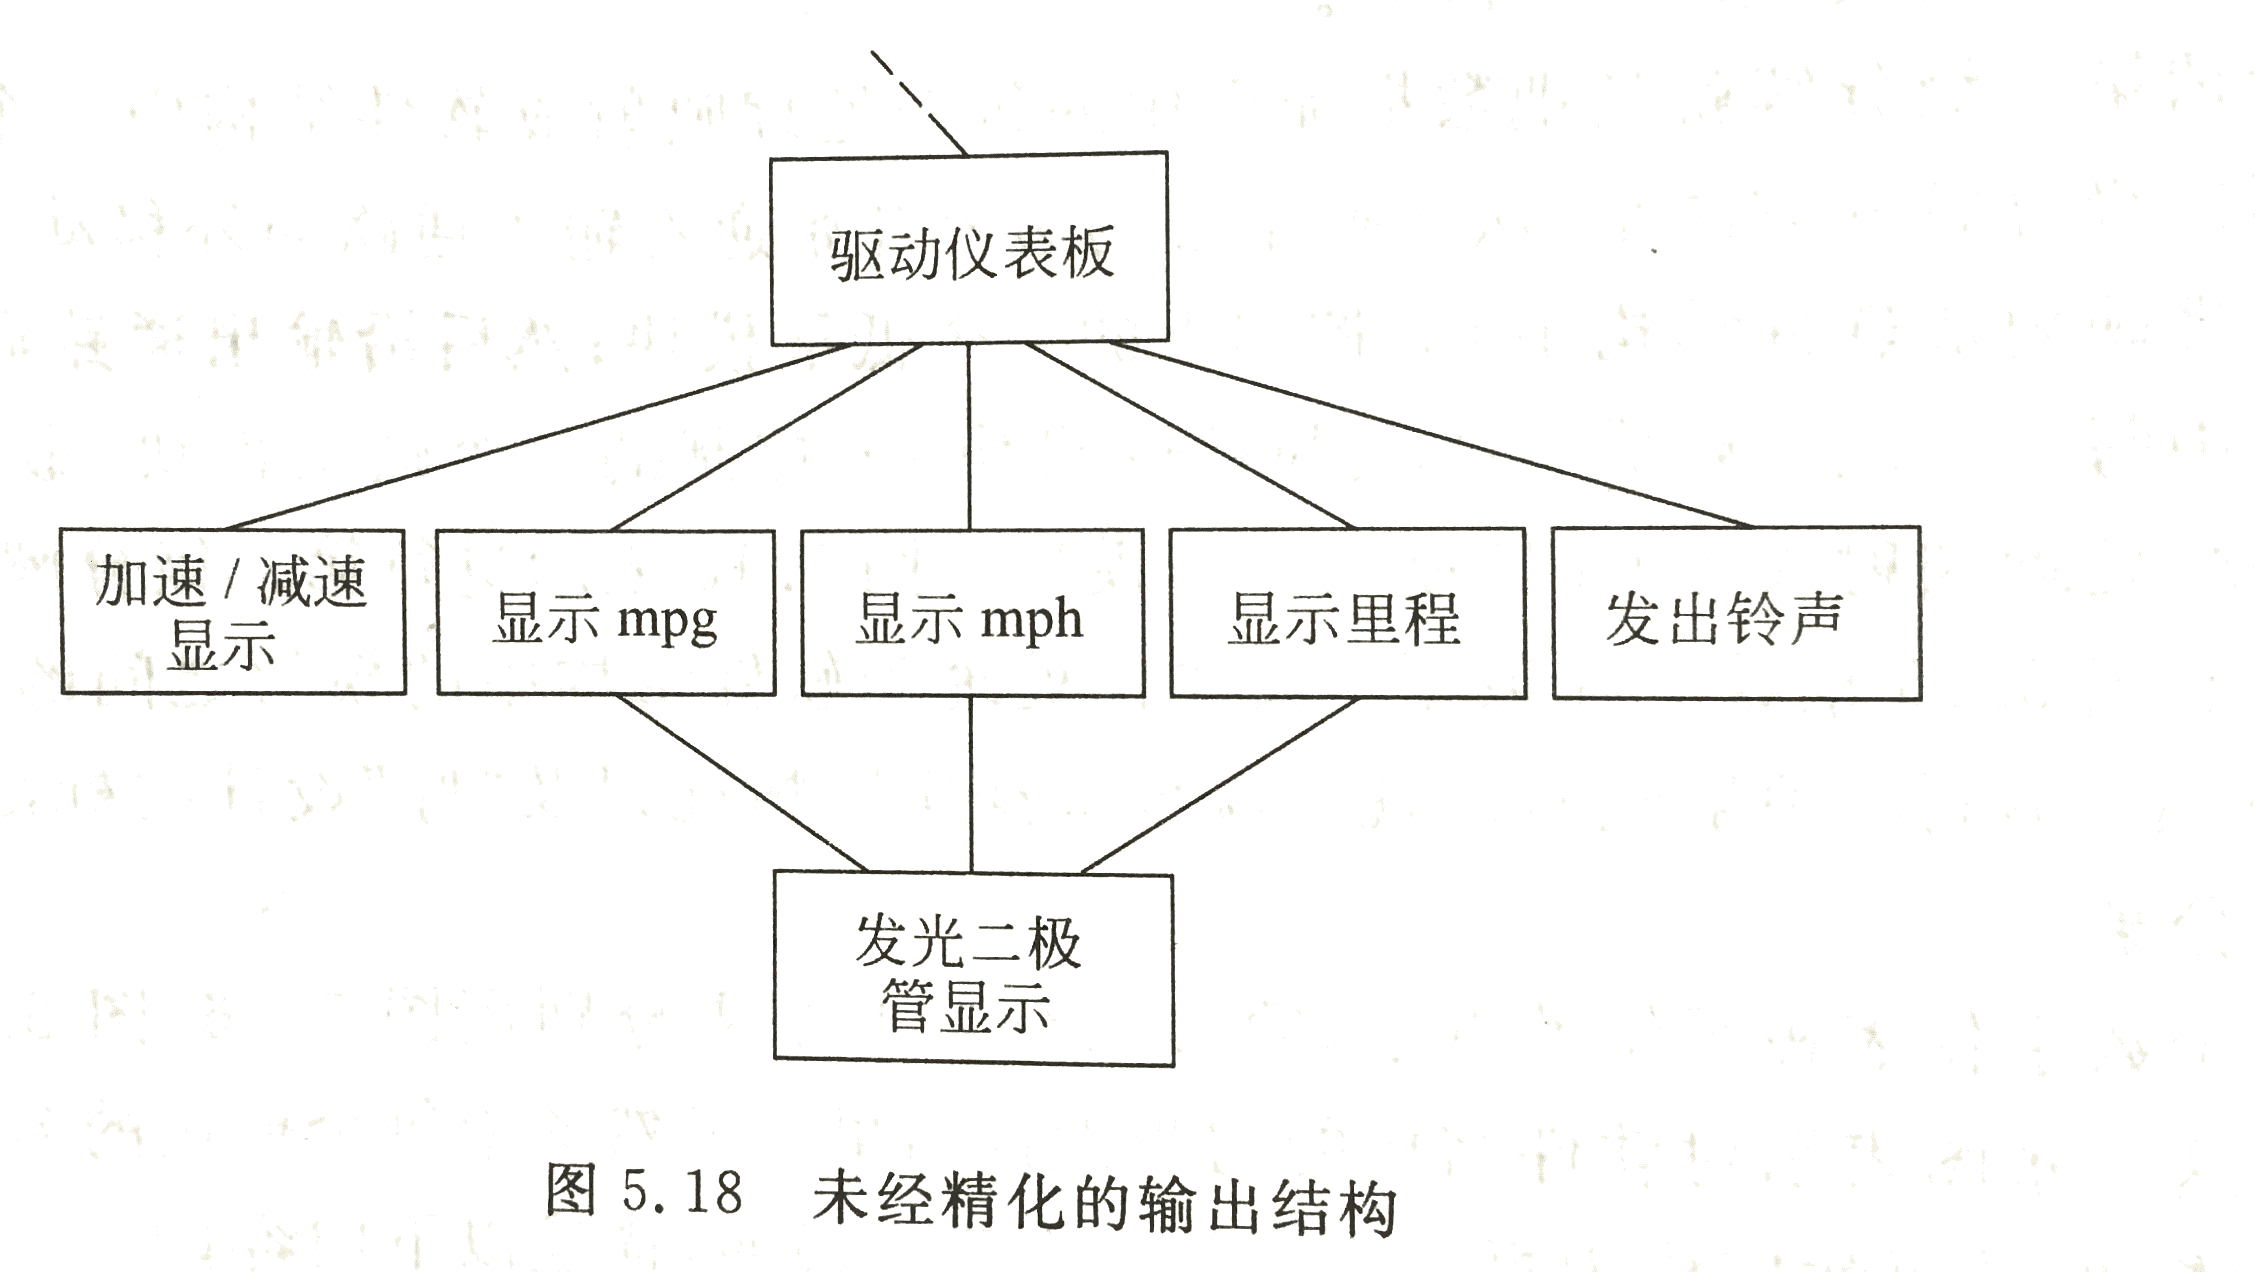 驱动仪表板
加速/减速
显示
显示 mpg
显示 mph
显示里程
发出铃声
发光二极
管显示
图 5.18 未经精化的输出结构